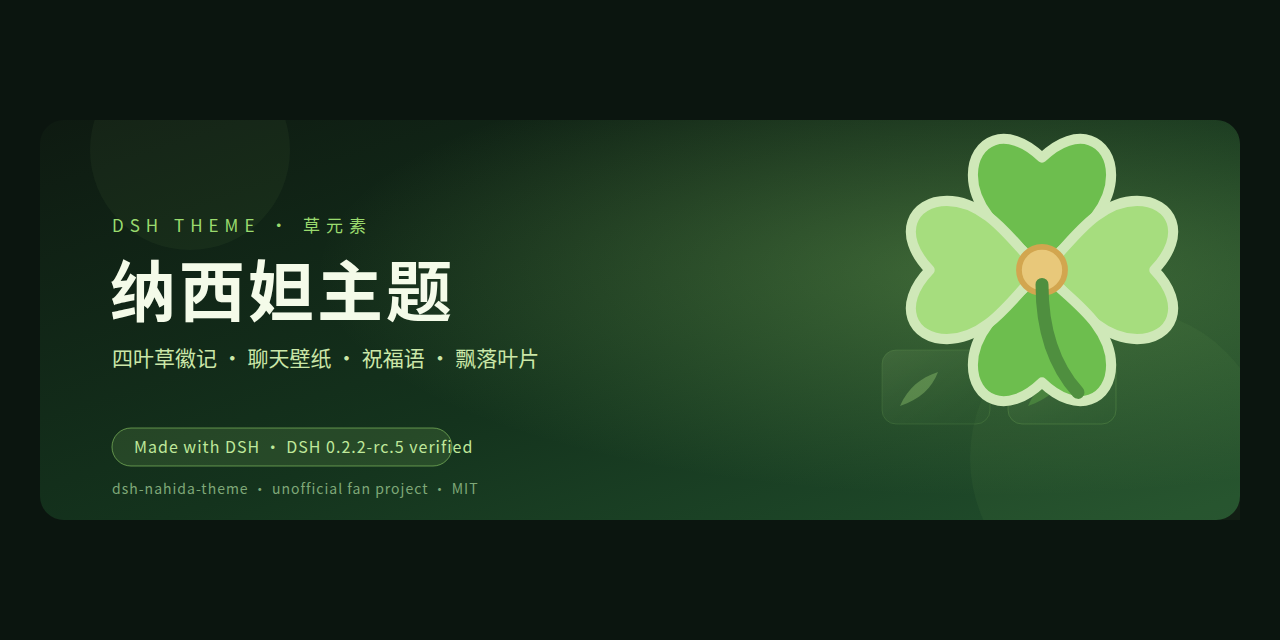 DSH THEME • 草元素
纳西妲主题
四叶草徽记 • 聊天壁纸 • 祝福语 • 飘落叶片
Made with DSH • DSH 0.2.2-rc.5 verified
dsh-nahida-theme • unofficial fan project • MIT